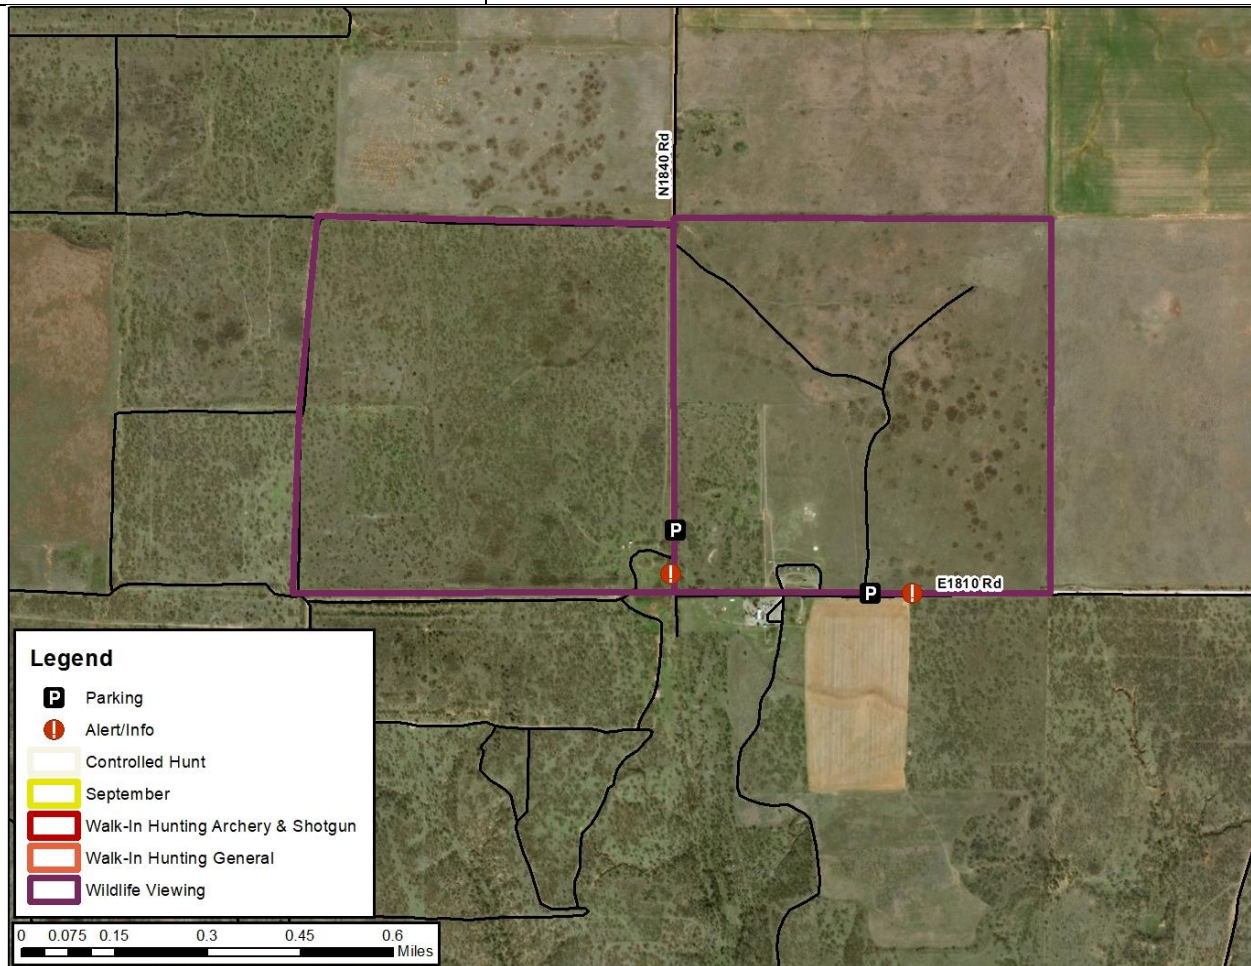 N1840 Rd
P
!
P
!
E1810 Rd
Legend
P Parking
! Alert/Info
Controlled Hunt
September
Walk-In Hunting Archery & Shotgun
Walk-In Hunting General
Wildlife Viewing
0 0.075 0.15 0.3 0.45 0.6
Miles